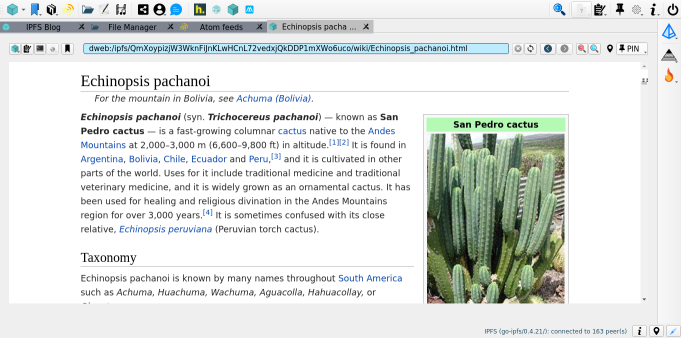 IPFS Blog
File Manager
Atom feeds
Echinopsis pacha ...
dweb:/ipfs/QmXoypizjW3WknFiJnKLwHCnL72vedxjQkDDP1mXWo6uco/wiki/Echinopsis_pachanoi.html
PIN
Echinopsis pachanoi
For the mountain in Bolivia, see Achuma (Bolivia).
Echinopsis pachanoi (syn. Trichocereus pachanoi) — known as San
Pedro cactus — is a fast-growing columnar cactus native to the Andes
Mountains at 2,000–3,000 m (6,600–9,800 ft) in altitude.[1][2] It is found in
Argentina, Bolivia, Chile, Ecuador and Peru,[3] and it is cultivated in other
parts of the world. Uses for it include traditional medicine and traditional
veterinary medicine, and it is widely grown as an ornamental cactus. It has
been used for healing and religious divination in the Andes Mountains
region for over 3,000 years.[4] It is sometimes confused with its close
relative, Echinopsis peruviana (Peruvian torch cactus).
San Pedro cactus
Taxonomy
Echinopsis pachanoi is known by many names throughout South America
such as Achuma, Huachuma, Wachuma, Aguacolla, Hahuacollay, or
IPFS (go-ipfs/0.4.21/): connected to 163 peer(s)